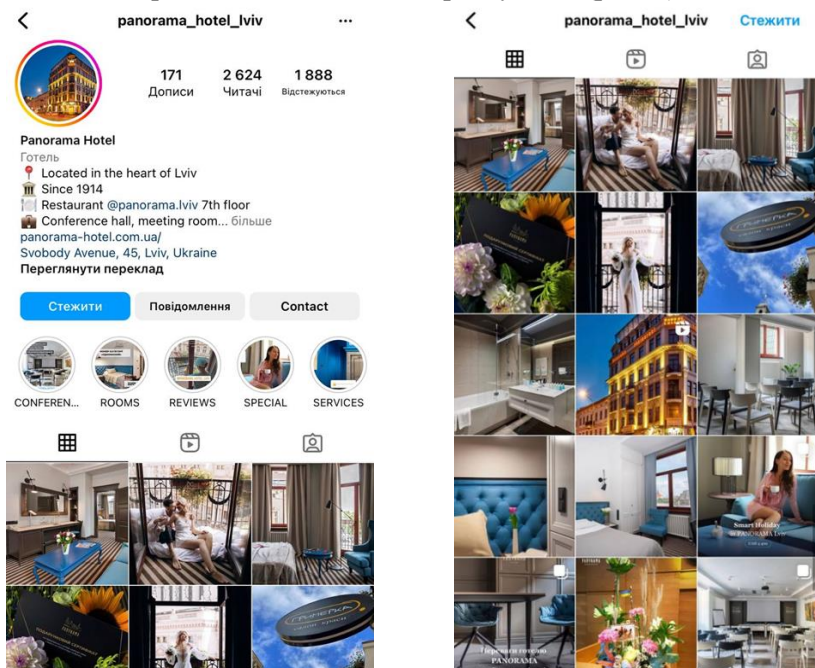 panorama_hotel_lviv
171 2 624 1 888
Дописи Читачі Відстежуються
Panorama Hotel
Готель
Located in the heart of Lviv
Since 1914
Restaurant @panorama.lviv 7th floor
Conference hall, meeting room... більше
panorama-hotel.com.ua/
Svobody Avenue, 45, Lviv, Ukraine
Переглянути переклад
Стежити Повідомлення Contact
CONFEREN... ROOMS REVIEWS SPECIAL SERVICES
panorama_hotel_lviv Стежити
ГРИНЕЧКА
Smart Holiday
in PANORAMA Lviv
Переваги готелю
PANORAMA